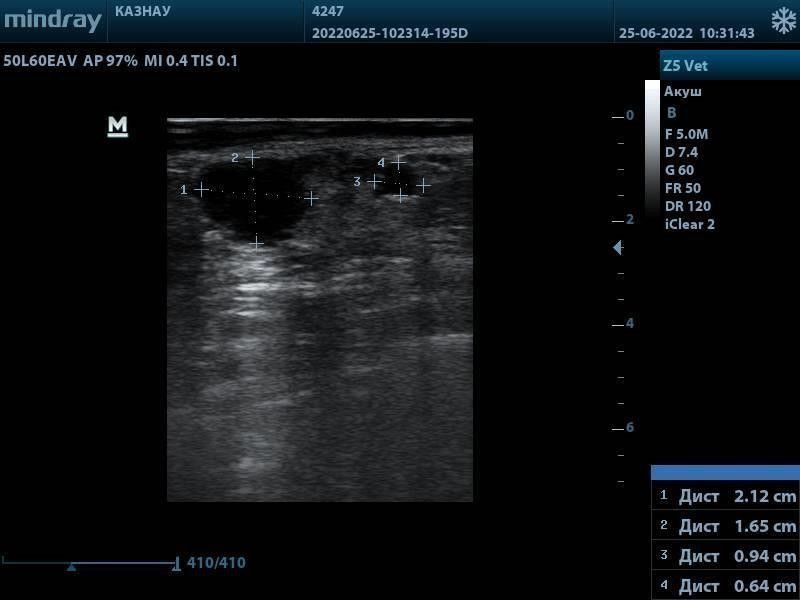 mindray КАЗНАУ 4247
20220625-102314-195D 25-06-2022 10:31:43
50L60EAV AP 97% MI 0.4 TIS 0.1
Z5 Vet
Акуш
B
F 5.0M
D 7.4
G 60
FR 50
DR 120
iClear 2
M
0
2
4
6
2
1
4
3
410/410
1 Дист 2.12 cm
2 Дист 1.65 cm
3 Дист 0.94 cm
4 Дист 0.64 cm